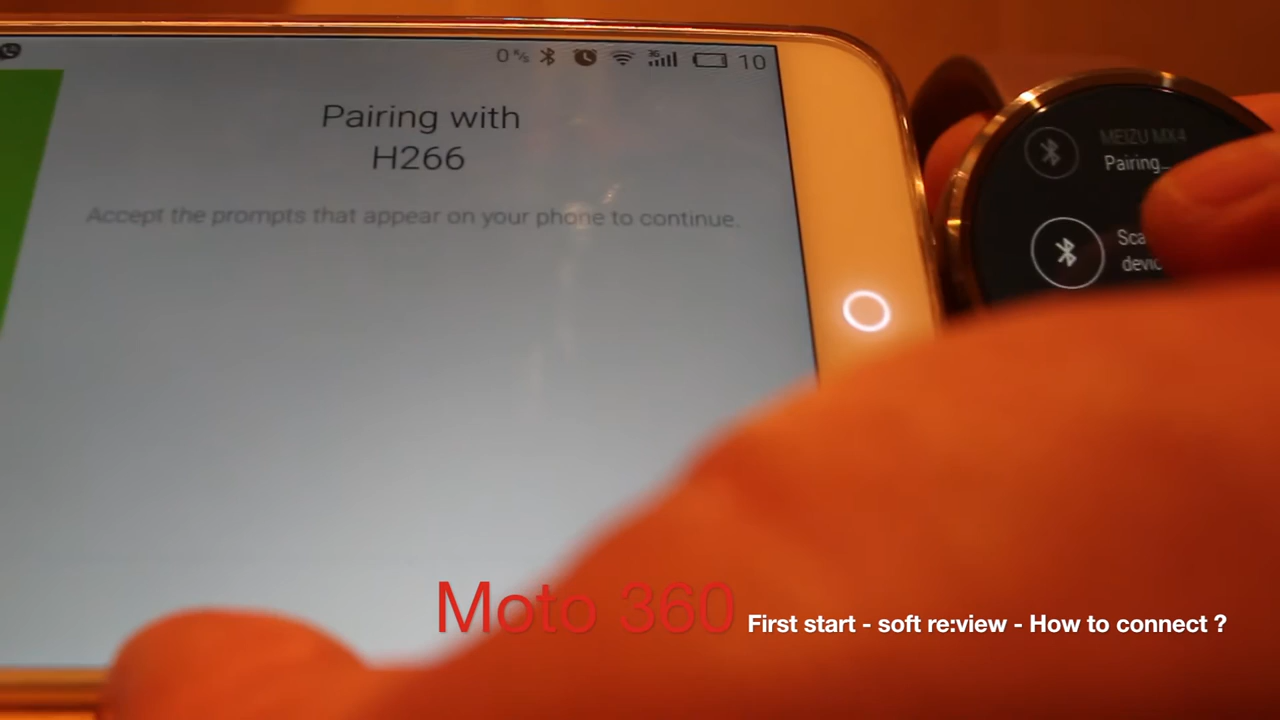 0 K/s 3G 10
Pairing with
H266
Accept the prompts that appear on your phone to continue.
MEIZU MX4
Pairing...
Moto 360 First start - soft re:view - How to connect ?